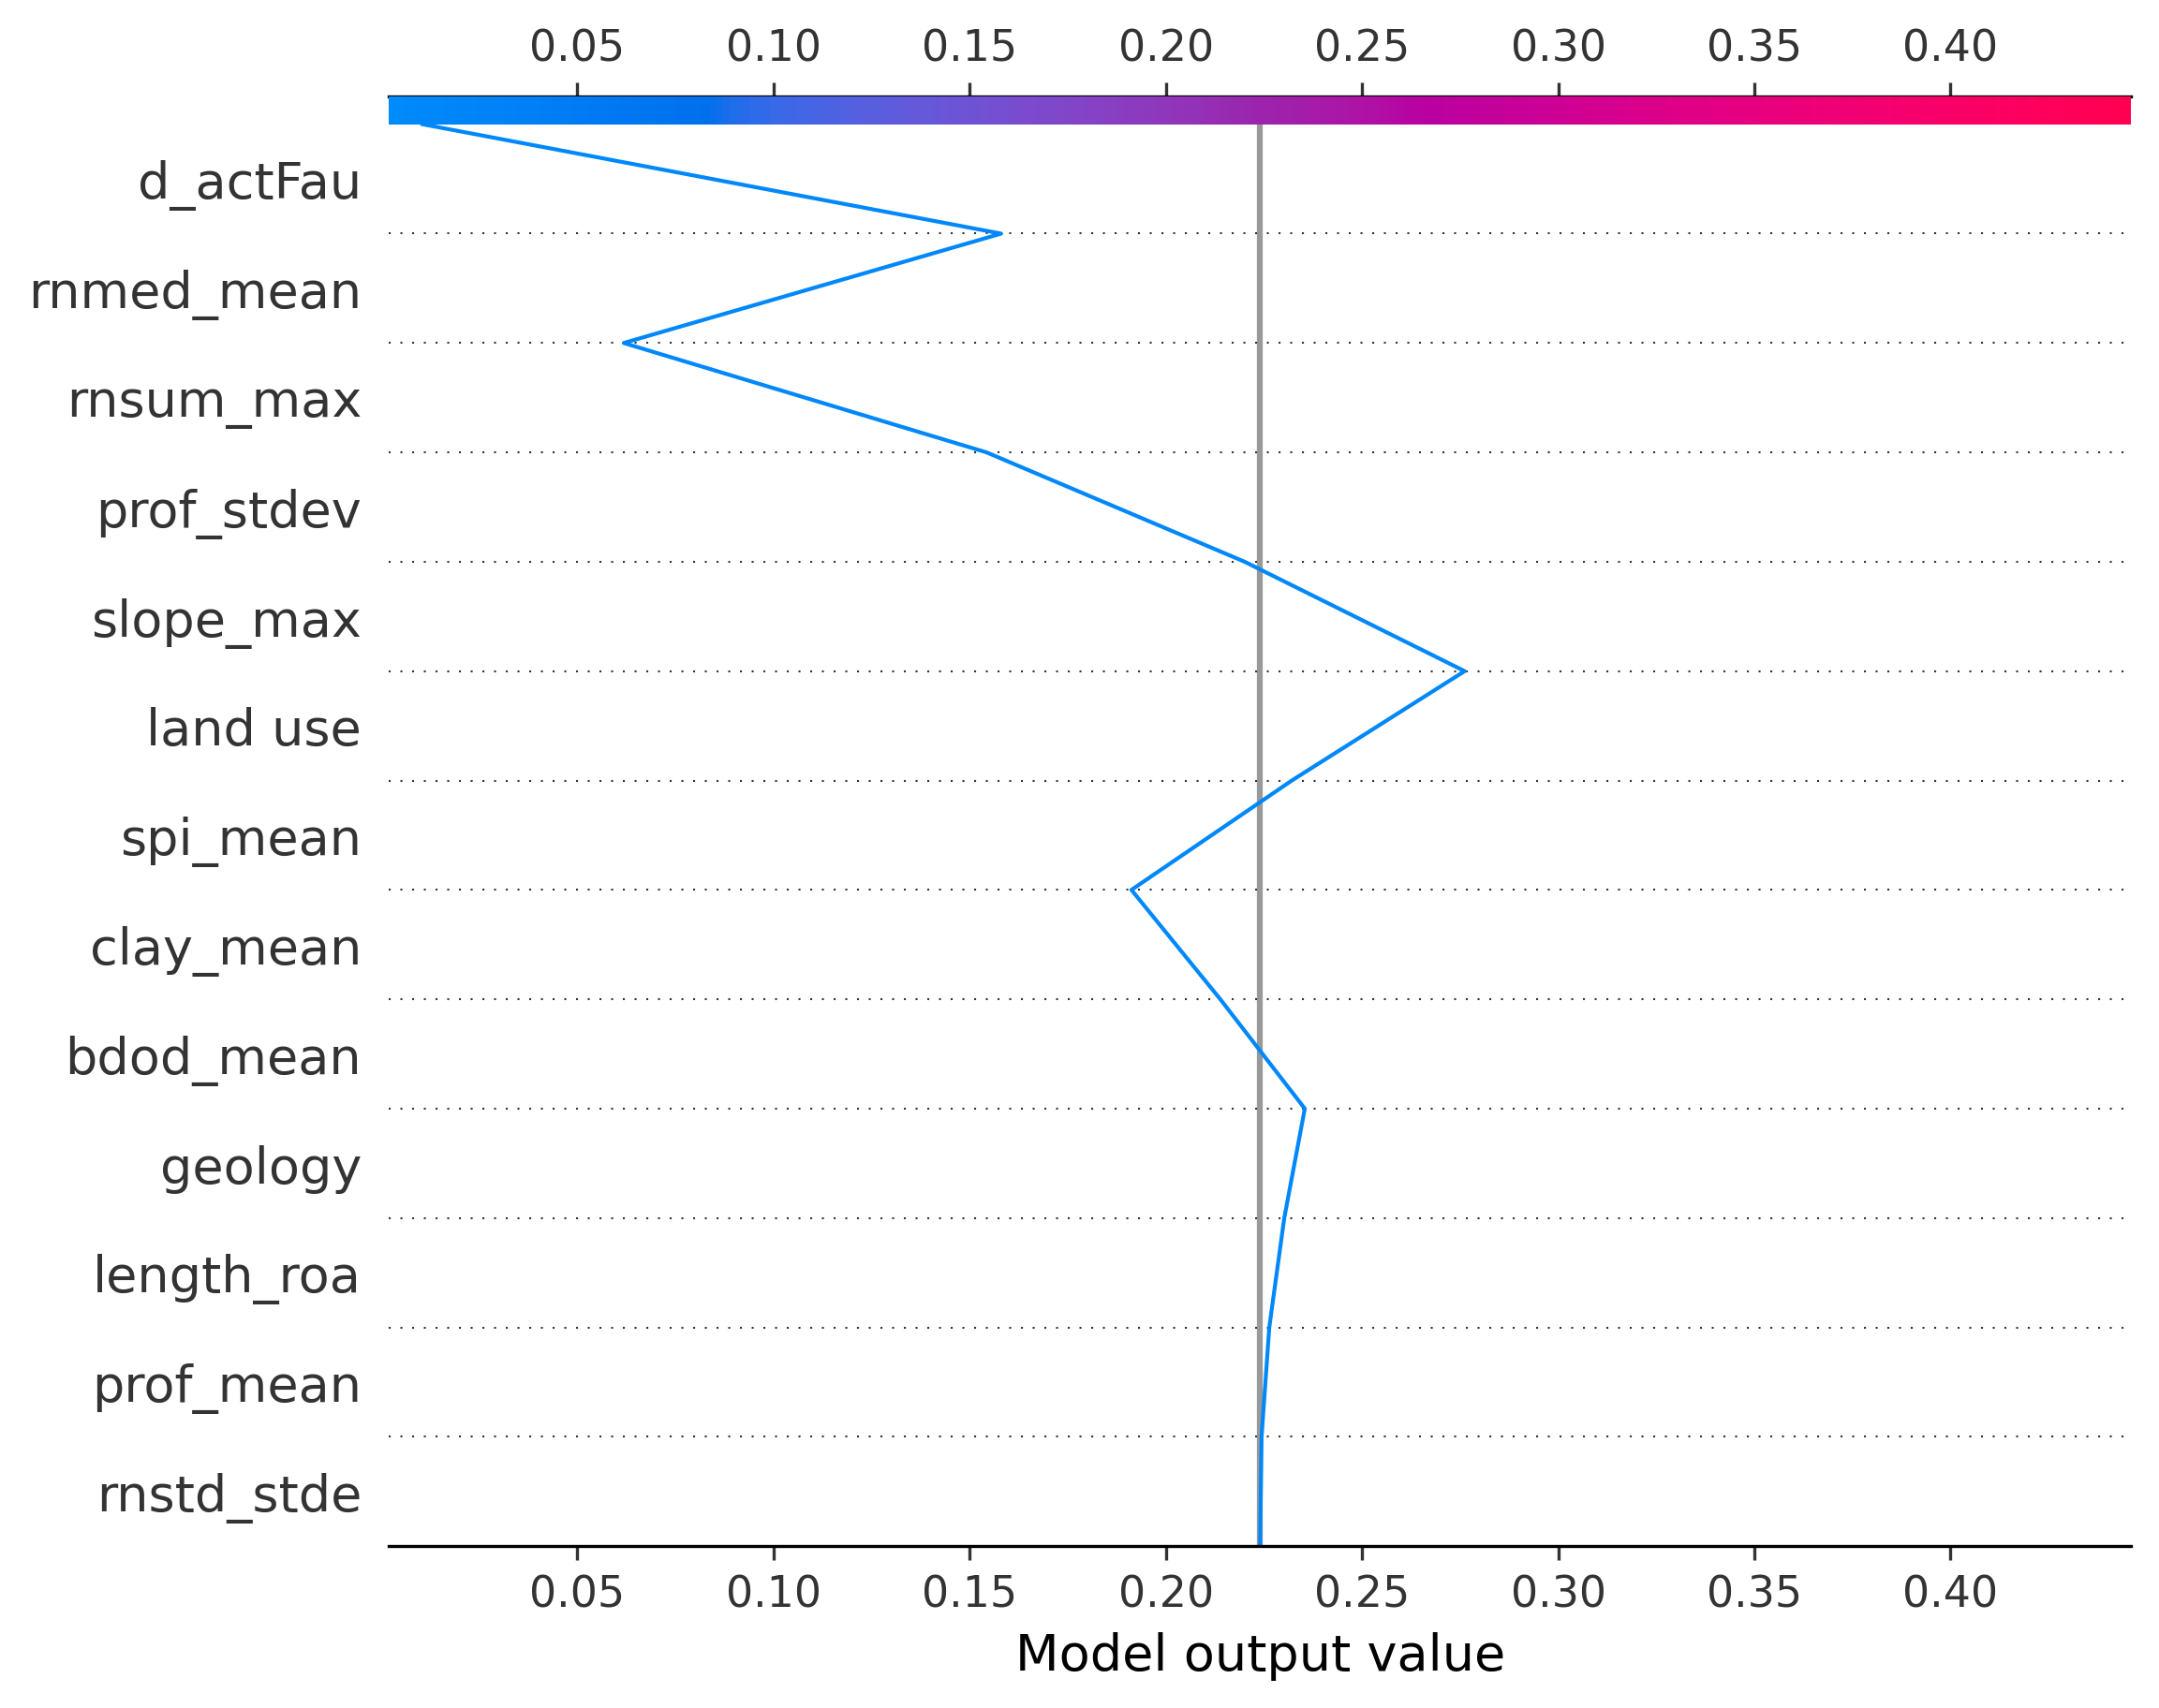 0.05 0.10 0.15 0.20 0.25 0.30 0.35 0.40
d_actFau
rnmed_mean
rnsum_max
prof_stdev
slope_max
land use
spi_mean
clay_mean
bdod_mean
geology
length_roa
prof_mean
rnstd_stde
0.05 0.10 0.15 0.20 0.25 0.30 0.35 0.40
Model output value